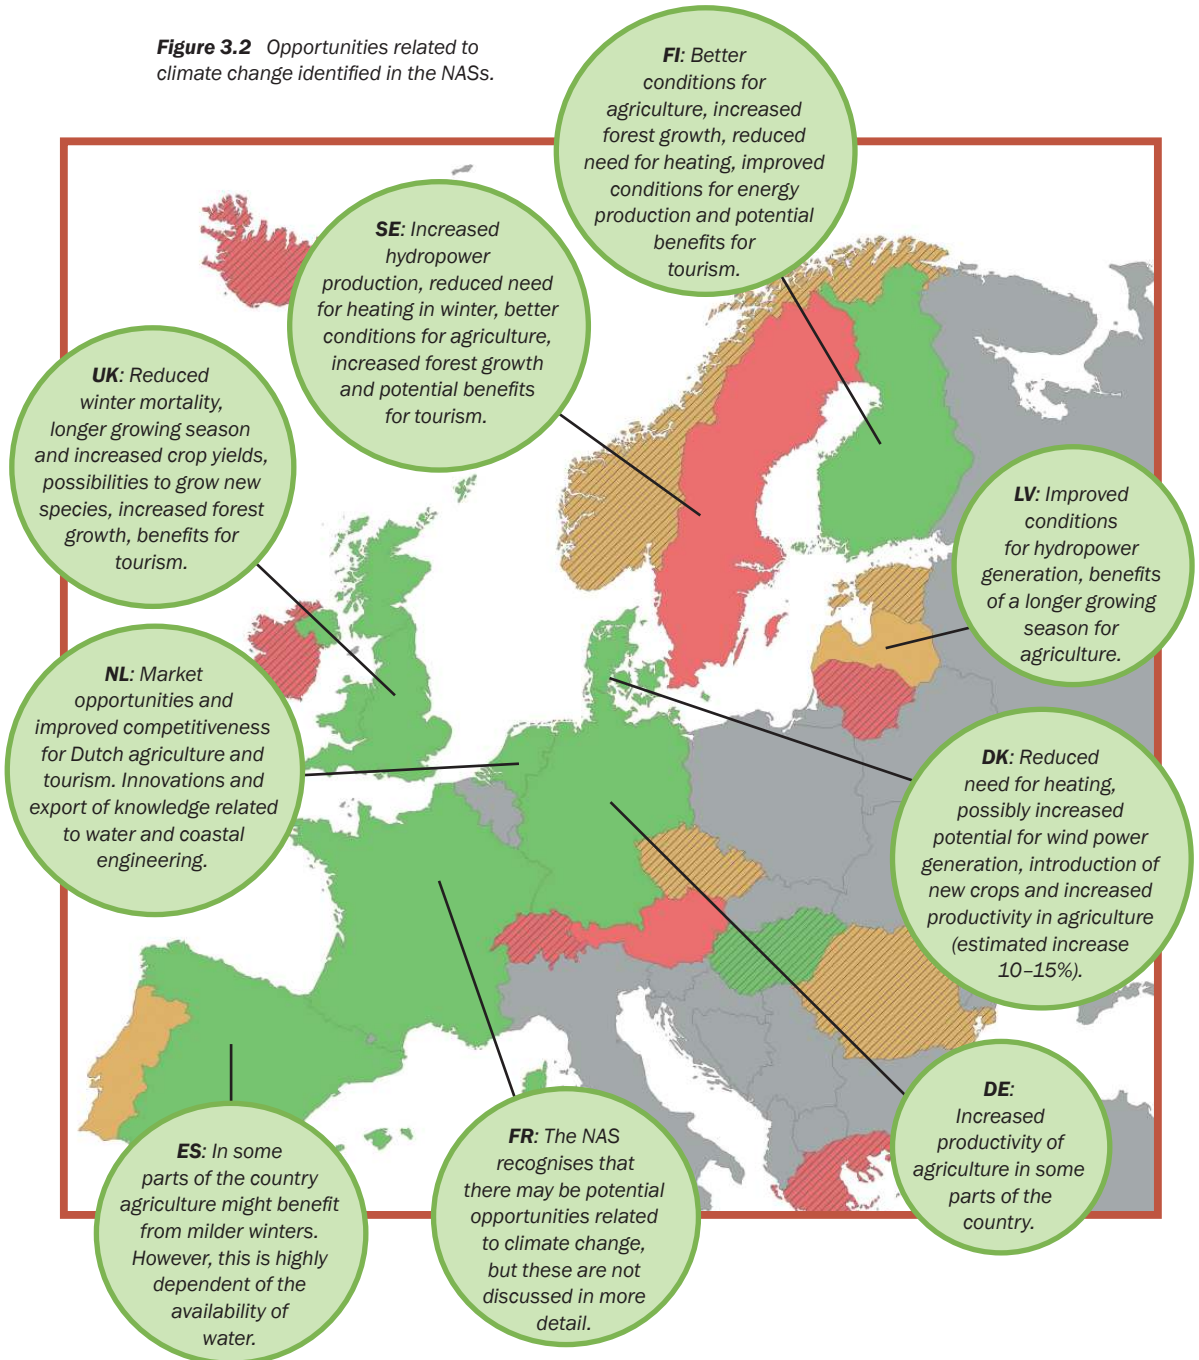 Figure 3.2 Opportunities related to
climate change identified in the NASs.
FI: Better
conditions for
agriculture, increased
forest growth, reduced
need for heating, improved
conditions for energy
production and potential
benefits for
tourism.
SE: Increased
hydropower
production, reduced need
for heating in winter, better
conditions for agriculture,
increased forest growth
and potential benefits
for tourism.
UK: Reduced
winter mortality,
longer growing season
and increased crop yields,
possibilities to grow new
species, increased forest
growth, benefits for
tourism.
LV: Improved
conditions
for hydropower
generation, benefits
of a longer growing
season for
agriculture.
NL: Market
opportunities and
improved competitiveness
for Dutch agriculture and
tourism. Innovations and
export of knowledge related
to water and coastal
engineering.
DK: Reduced
need for heating,
possibly increased
potential for wind power
generation, introduction of
new crops and increased
productivity in agriculture
(estimated increase
10–15%).
DE:
Increased
productivity of
agriculture in some
parts of the
country.
FR: The NAS
recognises that
there may be potential
opportunities related
to climate change,
but these are not
discussed in more
detail.
ES: In some
parts of the country
agriculture might benefit
from milder winters.
However, this is highly
dependent of the
availability of
water.